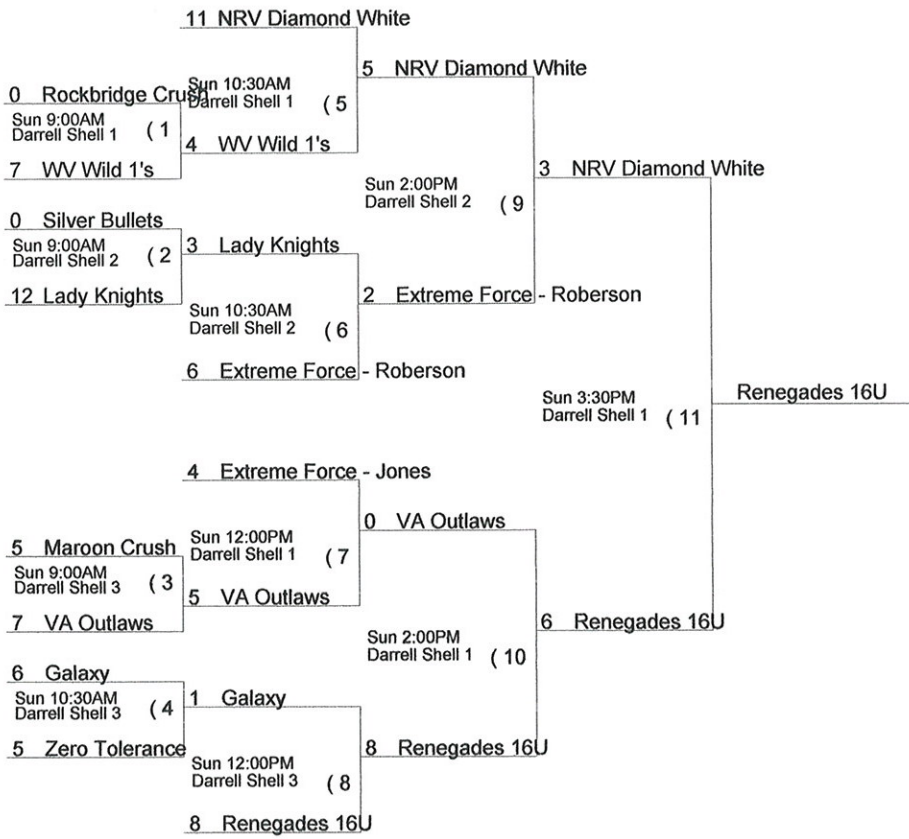 11 NRV Diamond White
5 NRV Diamond White
Sun 10:30AM
Darrell Shell 1 ( 5
0 Rockbridge Crush
Sun 9:00AM
Darrell Shell 1 ( 1
4 WV Wild 1's
7 WV Wild 1's
3 NRV Diamond White
Sun 2:00PM
Darrell Shell 2 ( 9
0 Silver Bullets
Sun 9:00AM
Darrell Shell 2 ( 2
3 Lady Knights
12 Lady Knights
2 Extreme Force - Roberson
Sun 10:30AM
Darrell Shell 2 ( 6
6 Extreme Force - Roberson
Sun 3:30PM
Darrell Shell 1 ( 11
Renegades 16U
4 Extreme Force - Jones
0 VA Outlaws
Sun 12:00PM
Darrell Shell 1 ( 7
5 Maroon Crush
Sun 9:00AM
Darrell Shell 3 ( 3
5 VA Outlaws
7 VA Outlaws
6 Renegades 16U
Sun 2:00PM
Darrell Shell 1 ( 10
6 Galaxy
Sun 10:30AM
Darrell Shell 3 ( 4
1 Galaxy
5 Zero Tolerance
8 Renegades 16U
Sun 12:00PM
Darrell Shell 3 ( 8
8 Renegades 16U